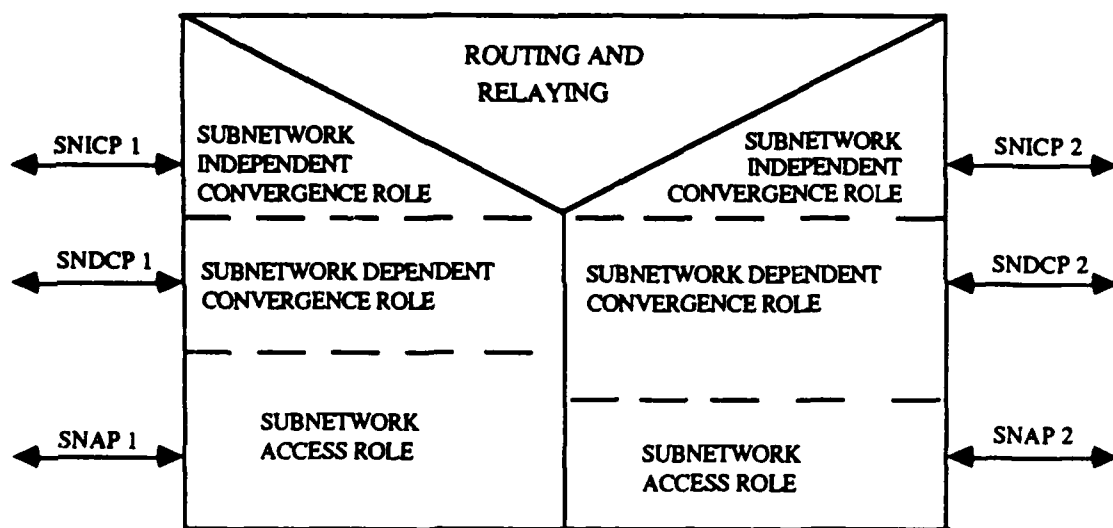 ROUTING AND
RELAYING
SNICP 1
SUBNETWORK
INDEPENDENT
CONVERGENCE ROLE
SUBNETWORK
INDEPENDENT
CONVERGENCE ROLE
SNICP 2
SNDCP 1
SUBNETWORK DEPENDENT
CONVERGENCE ROLE
SUBNETWORK DEPENDENT
CONVERGENCE ROLE
SNDCP 2
SNAP 1
SUBNETWORK
ACCESS ROLE
SUBNETWORK
ACCESS ROLE
SNAP 2